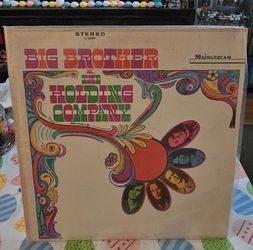 STEREO
BIG BROTHER
MAINSTREAM
&
THE
HOLDING
COMPANY